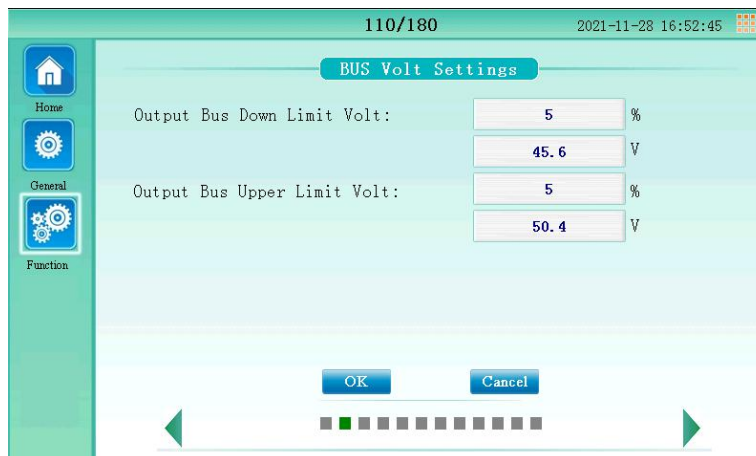 110/180 2021-11-28 16:52:45
BUS Volt Settings
Home
Output Bus Down Limit Volt: 5 %
45.6 V
General
Output Bus Upper Limit Volt: 5 %
50.4 V
Function
OK Cancel